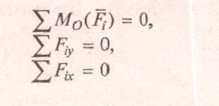 ∑ M_O(F̄_i) = 0,
∑ F_iy = 0,
∑ F_ix = 0